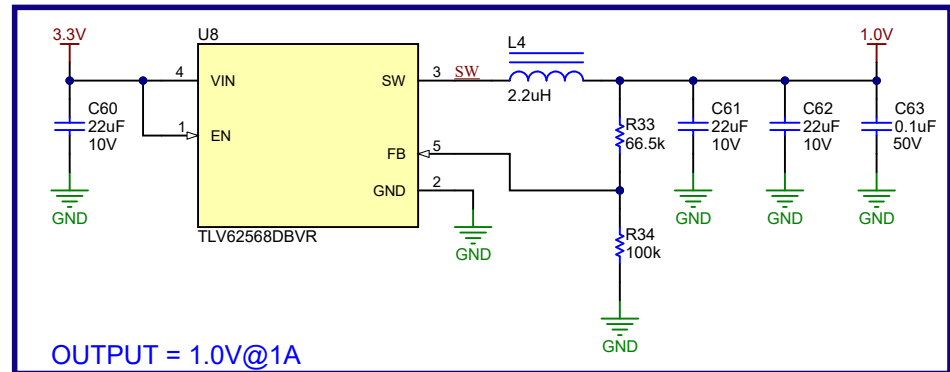 3.3V
U8
L4
1.0V
4
VIN
SW
3
SW
2.2uH
C60
22uF
10V
1
EN
R33
66.5k
C61
22uF
10V
C62
22uF
10V
C63
0.1uF
50V
FB
5
GND
2
GND
GND
GND
GND
GND
TLV62568DBVR
GND
R34
100k
GND
OUTPUT = 1.0V@1A